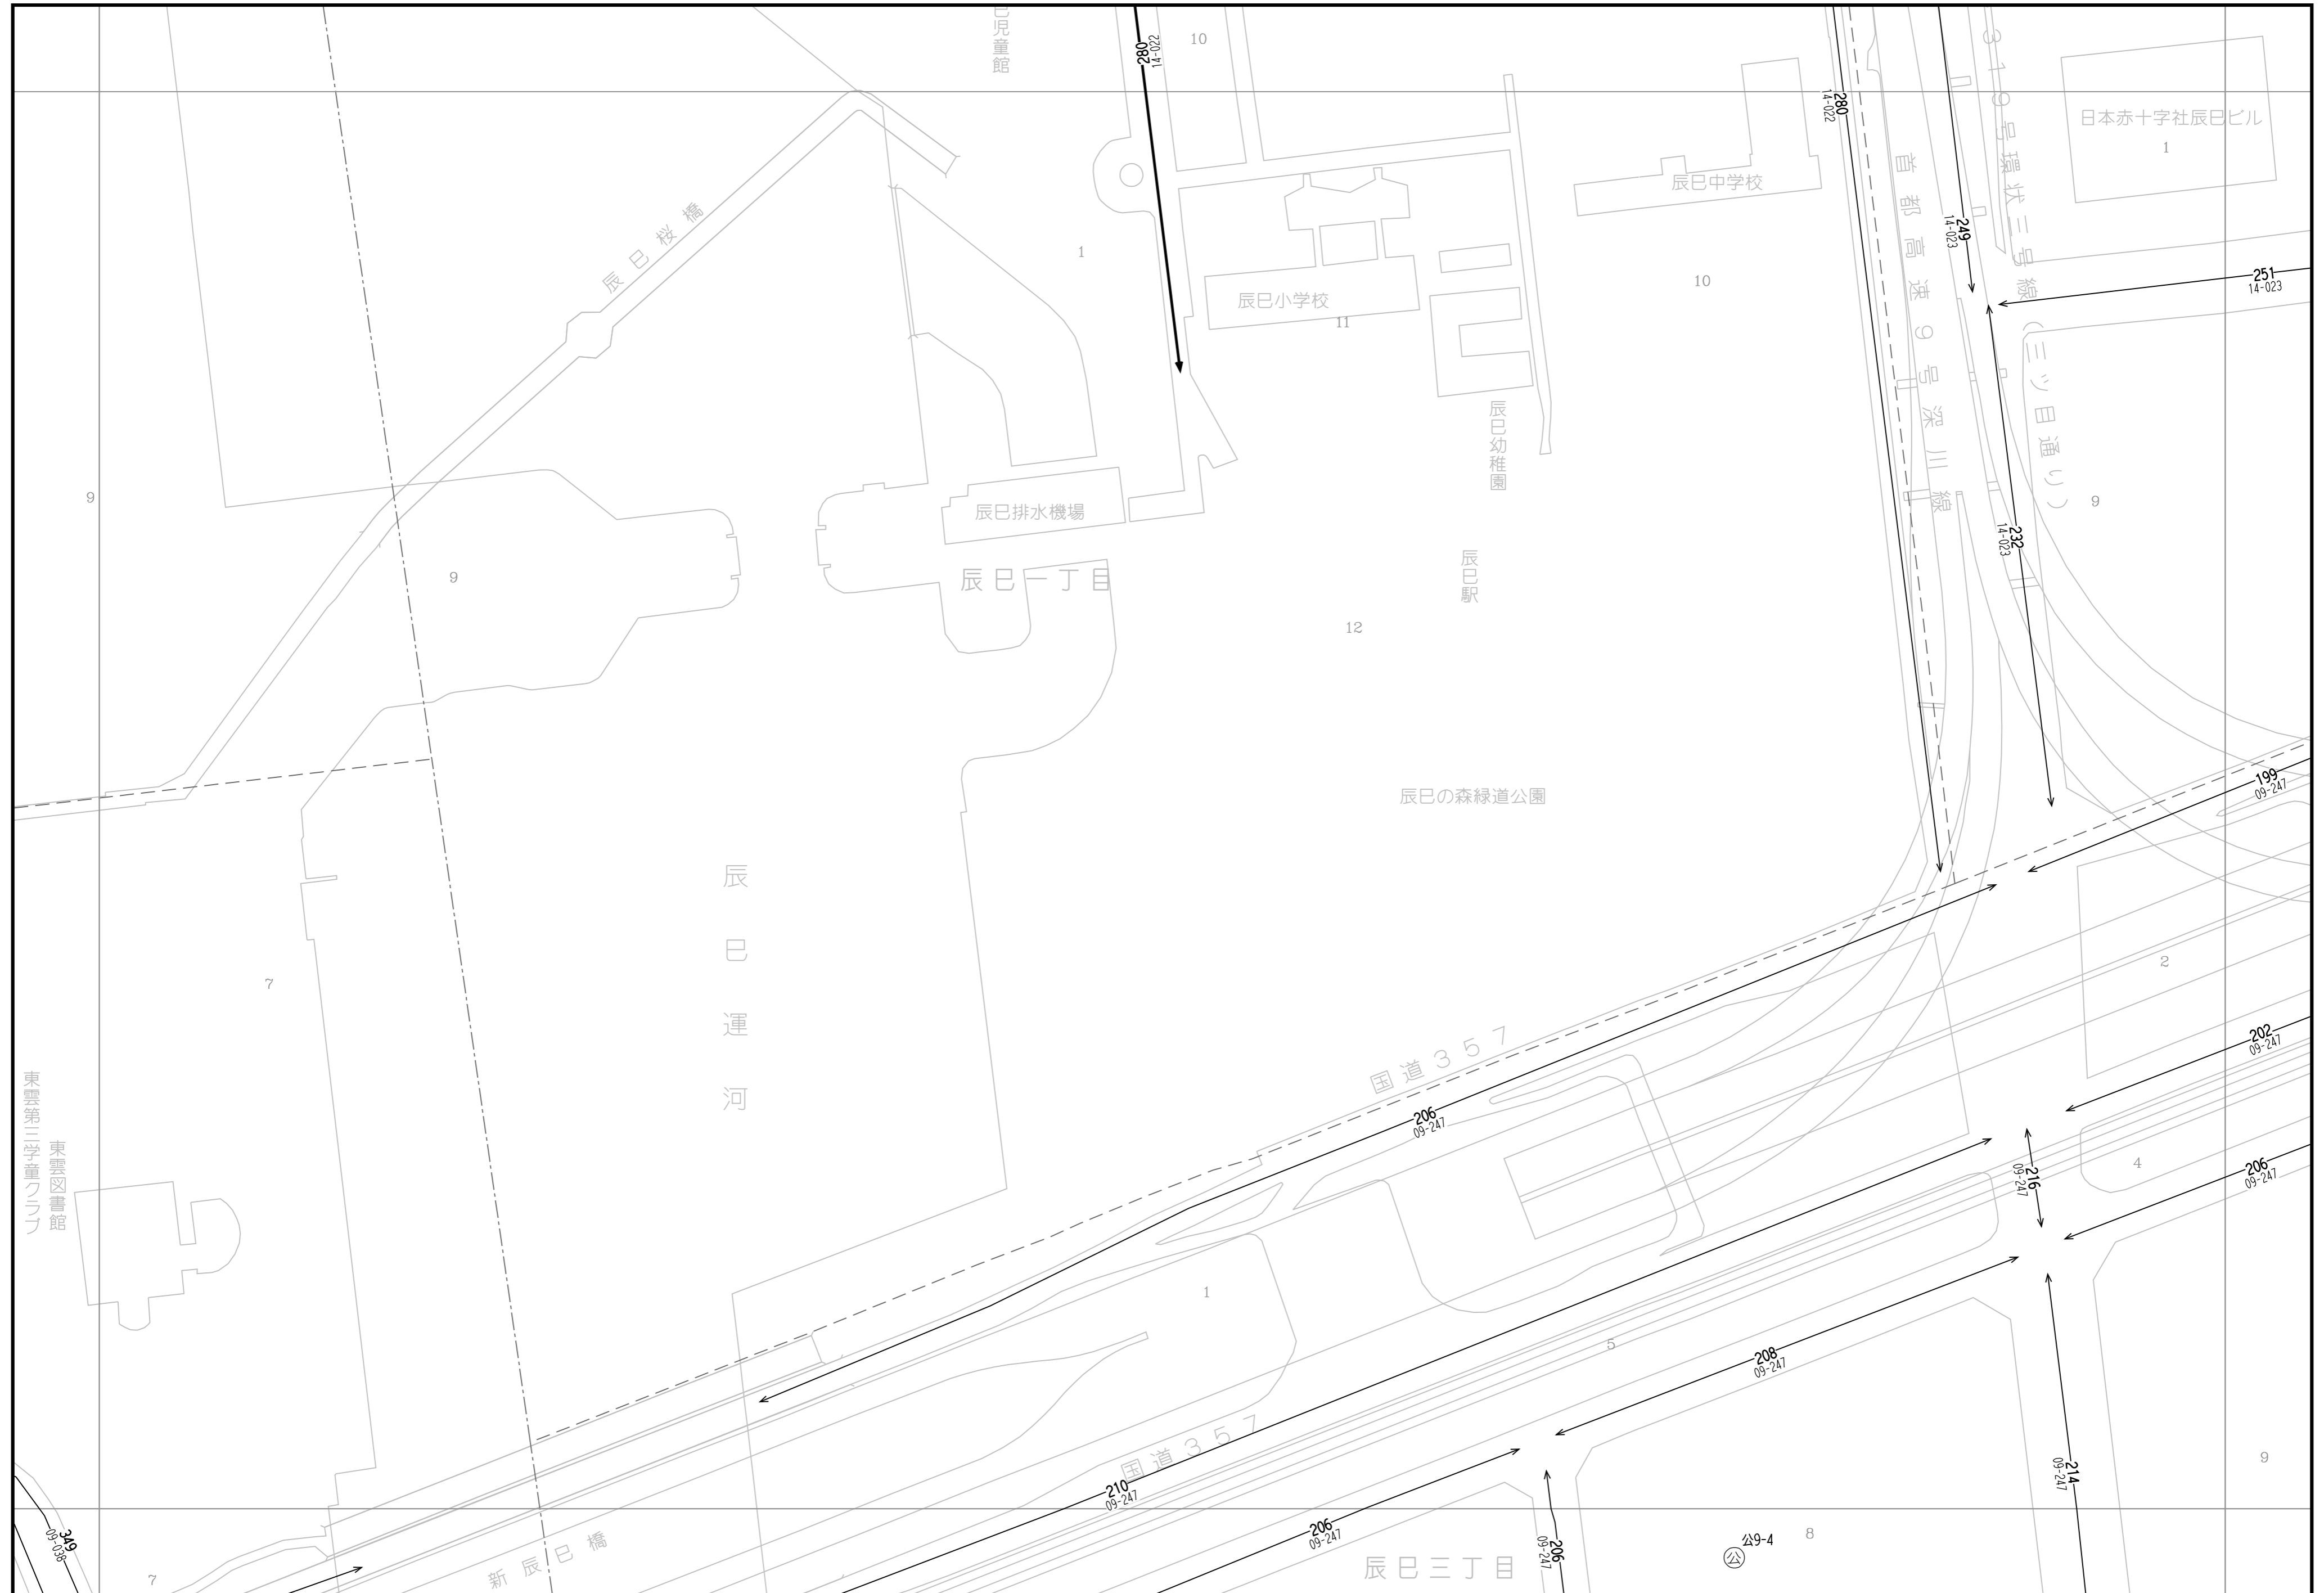 巳児童館
280
14-022
10
280
14-022
319号環状三号線
(三ツ目通り)
日本赤十字社辰巳ビル
1
首都高速9号深川線
249
14-023
辰巳中学校
辰巳桜橋
1
辰巳小学校
11
10
251
14-023
辰巳幼稚園
9
9
辰巳排水機場
232
14-023
辰巳一丁目
9
辰巳駅
12
辰巳の森緑道公園
199
09-247
辰巳運河
7
2
国道357
202
09-247
206
09-247
東雲第三学童クラブ
東雲図書館
216
09-247
4
206
09-247
1
5
208
09-247
国道357
210
09-247
214
09-247
9
349
09-038
206
09-247
206
09-247
公9-4
公
8
新辰巳橋
辰巳三丁目
7